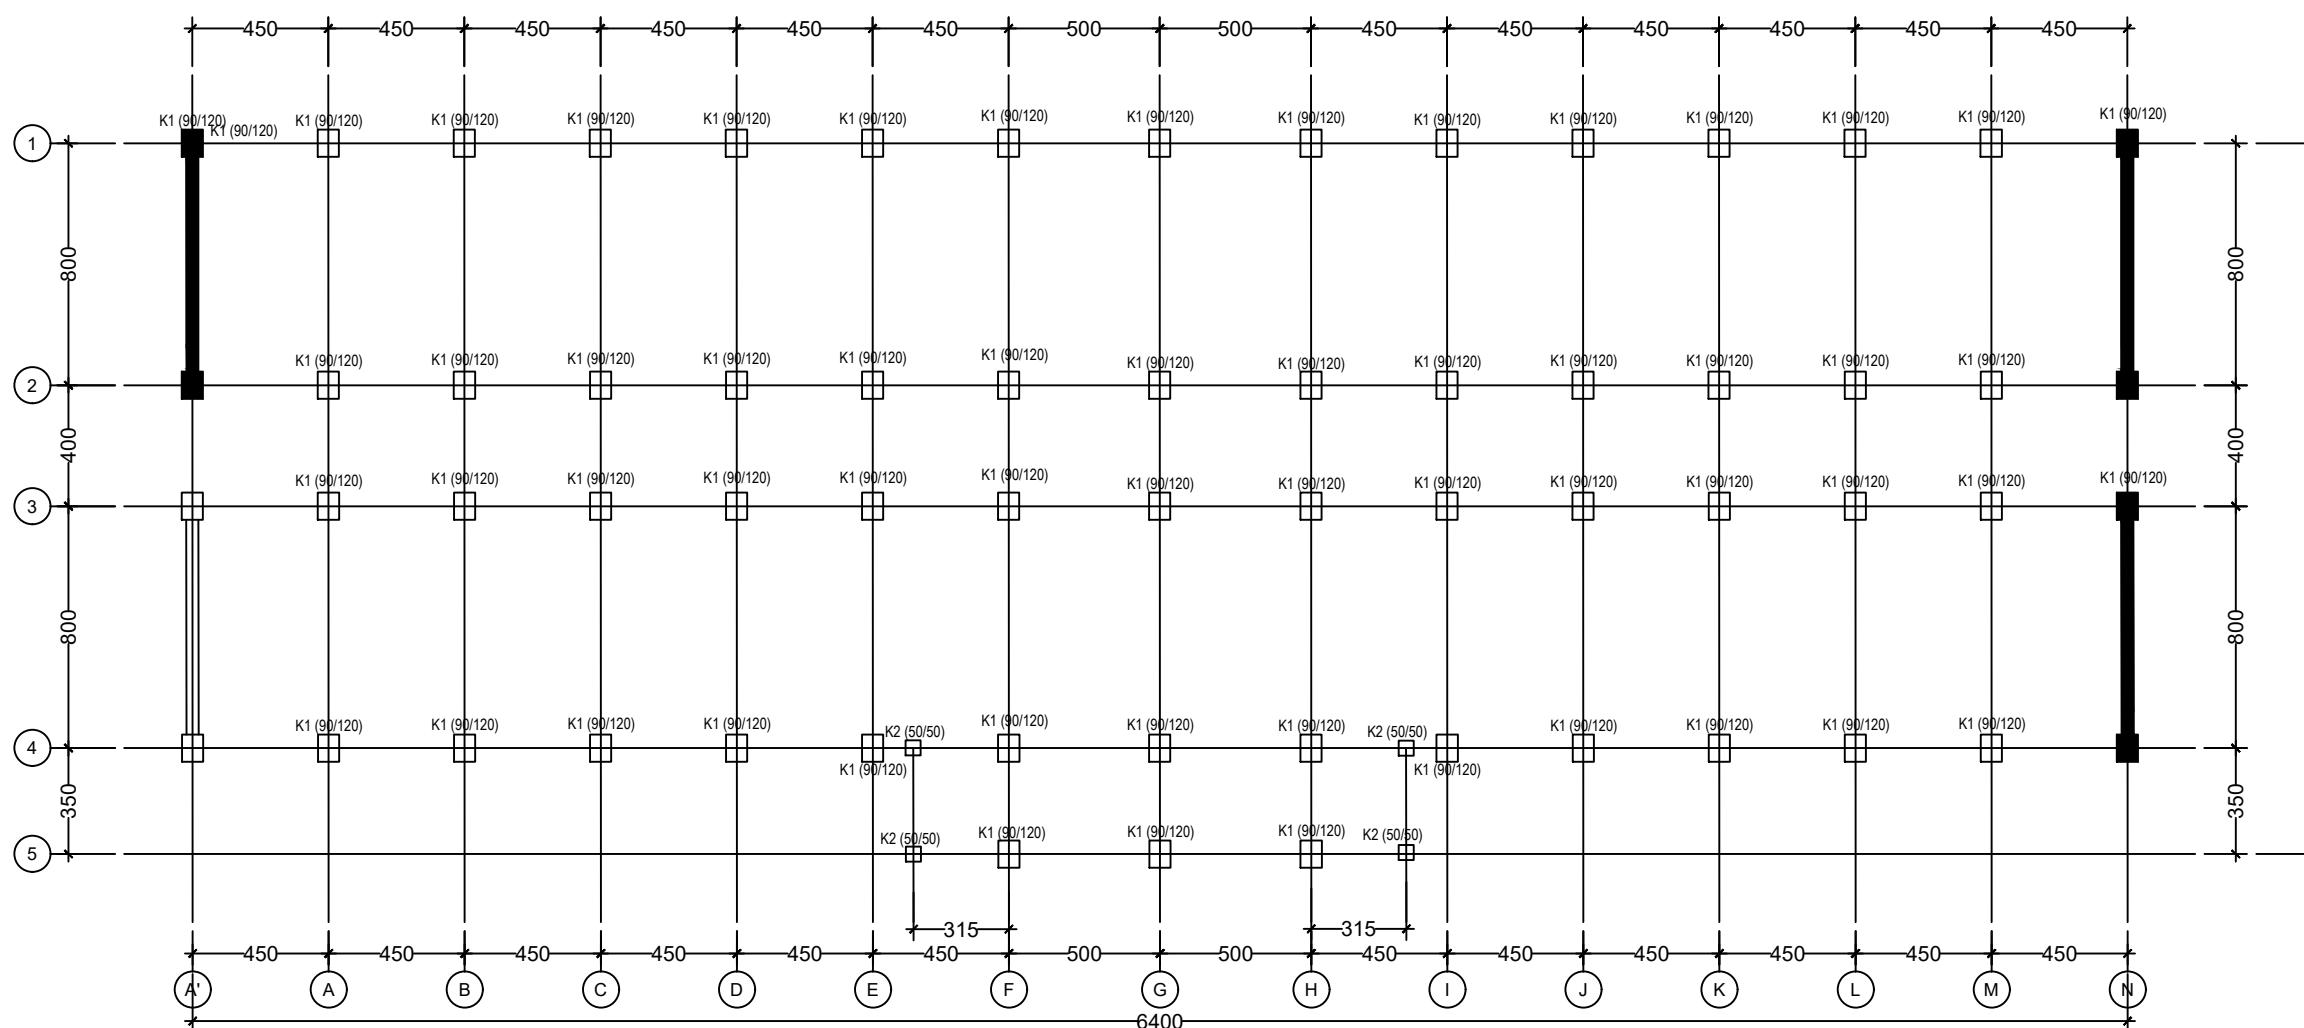 450 450 450 450 450 450 500 500 450 450 450 450 450 450
K1 (90/120) K1 (90/120) K1 (90/120) K1 (90/120) K1 (90/120) K1 (90/120) K1 (90/120) K1 (90/120) K1 (90/120) K1 (90/120) K1 (90/120) K1 (90/120) K1 (90/120) K1 (90/120) K1 (90/120)
K1 (90/120)
1
800 800
K1 (90/120) K1 (90/120) K1 (90/120) K1 (90/120) K1 (90/120) K1 (90/120) K1 (90/120) K1 (90/120) K1 (90/120) K1 (90/120) K1 (90/120) K1 (90/120) K1 (90/120)
2
400 400
K1 (90/120) K1 (90/120) K1 (90/120) K1 (90/120) K1 (90/120) K1 (90/120) K1 (90/120) K1 (90/120) K1 (90/120) K1 (90/120) K1 (90/120) K1 (90/120) K1 (90/120) K1 (90/120)
3
800 800
K1 (90/120) K1 (90/120) K1 (90/120) K1 (90/120) K2 (50/50) K1 (90/120) K1 (90/120) K1 (90/120) K2 (50/50) K1 (90/120) K1 (90/120) K1 (90/120) K1 (90/120)
4
K1 (90/120) K1 (90/120)
350 350
K2 (50/50) K1 (90/120) K1 (90/120) K1 (90/120) K2 (50/50)
5
315 315
450 450 450 450 450 450 500 500 450 450 450 450 450 450
A' A B C D E F G H I J K L M N
6400